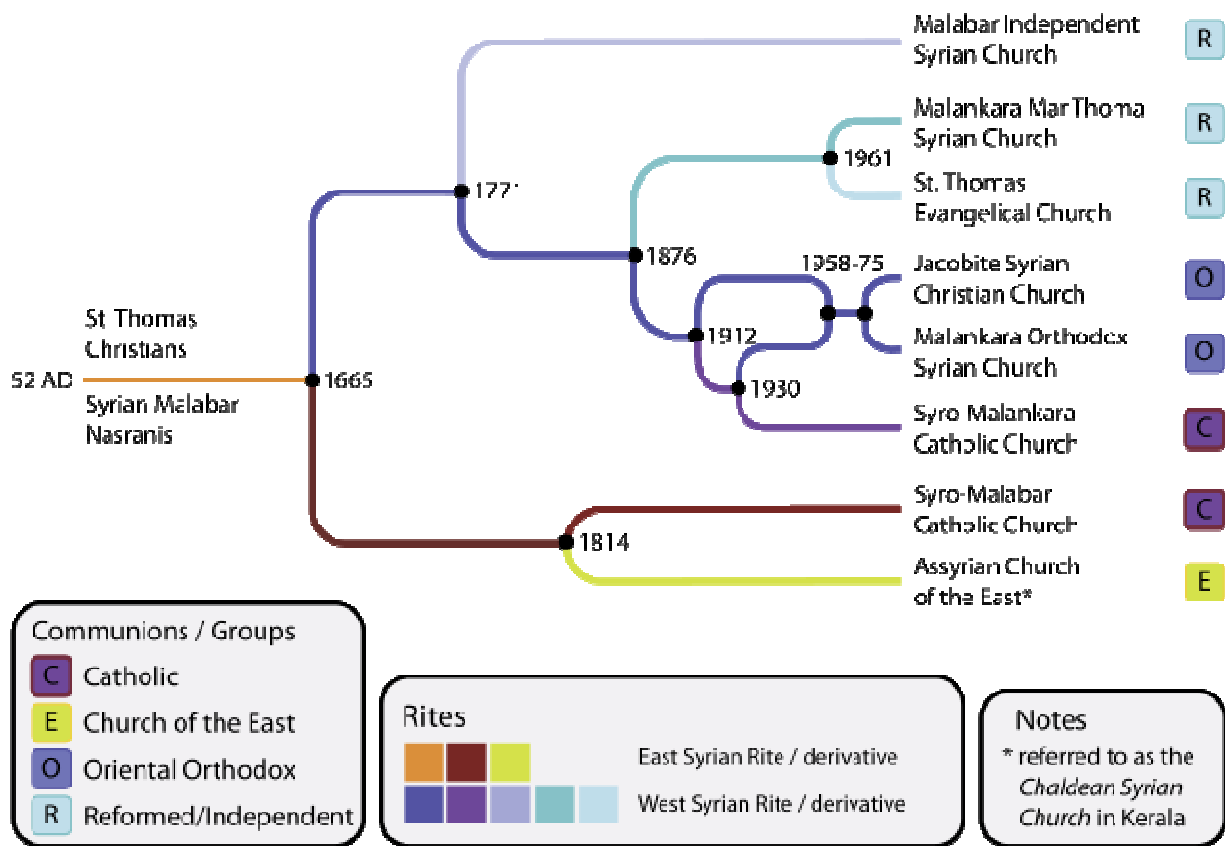 Malabar Independent
Syrian Church
R
Malankara Mar Thoma
Syrian Church
R
1961
St. Thomas
Evangelical Church
R
1771
1876
1958-75
Jacobite Syrian
Christian Church
O
1912
Malankara Orthodox
Syrian Church
O
St. Thomas
Christians
52 AD
1665
Syrian Malabar
Nasranis
1930
Syro-Malankara
Catholic Church
C
Syro-Malabar
Catholic Church
C
1814
Assyrian Church
of the East*
E
Communions / Groups
C Catholic
E Church of the East
O Oriental Orthodox
R Reformed/Independent
Rites
East Syrian Rite / derivative
West Syrian Rite / derivative
Notes
* referred to as the
Chaldean Syrian
Church in Kerala